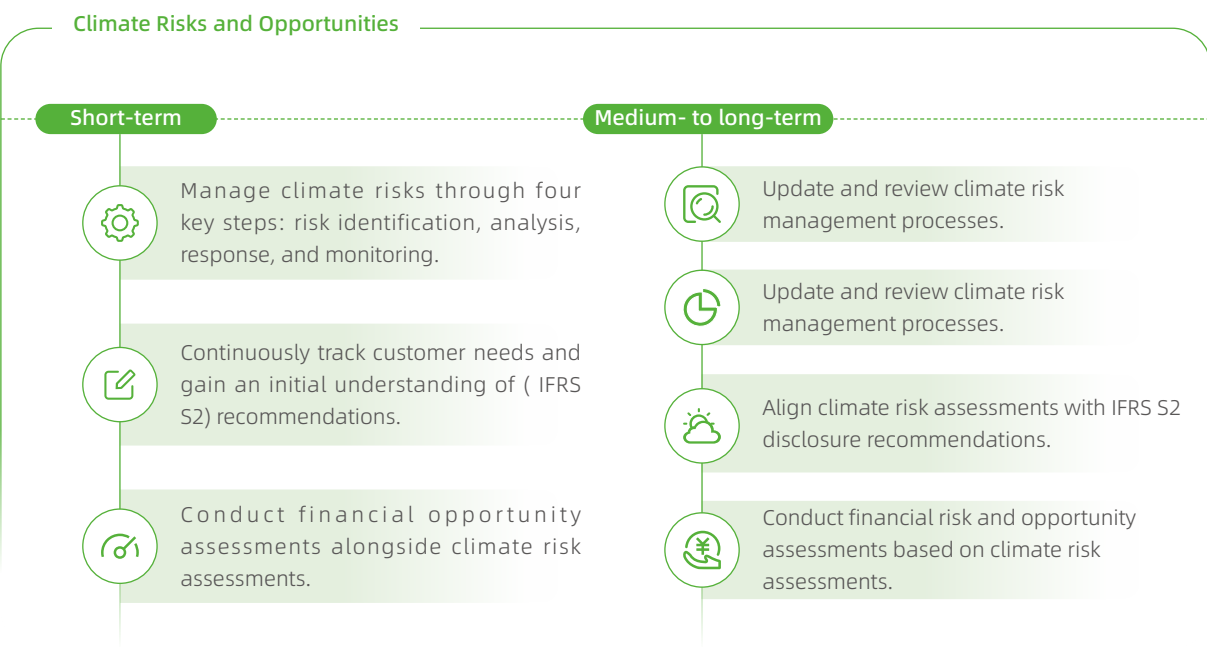 Climate Risks and Opportunities
Short-term
Manage climate risks through four
key steps: risk identification, analysis,
response, and monitoring.
Continuously track customer needs and
gain an initial understanding of ( IFRS
S2) recommendations.
Conduct financial opportunity
assessments alongside climate risk
assessments.
Medium- to long-term
Update and review climate risk
management processes.
Update and review climate risk
management processes.
Align climate risk assessments with IFRS S2
disclosure recommendations.
Conduct financial risk and opportunity
assessments based on climate risk
assessments.